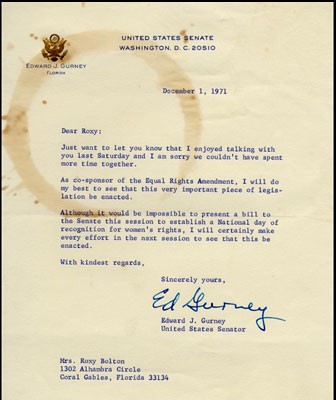 UNITED STATES SENATE
WASHINGTON, D. C. 20510
EDWARD J. GURNEY
FLORIDA
December 1, 1971
Dear Roxy:
Just want to let you know that I enjoyed talking with
you last Saturday and I am sorry we couldn't have spent
more time together.
As co-sponsor of the Equal Rights Amendment, I will do
my best to see that this very important piece of legis-
lation be enacted.
Although it would be impossible to present a bill to
the Senate this session to establish a National day of
recognition for women's rights, I will certainly make
every effort in the next session to see that this be
enacted.
With kindest regards,
Sincerely yours,
Ed Gurney
Edward J. Gurney
United States Senator
Mrs. Roxy Bolton
1302 Alhambra Circle
Coral Gables, Florida 33134